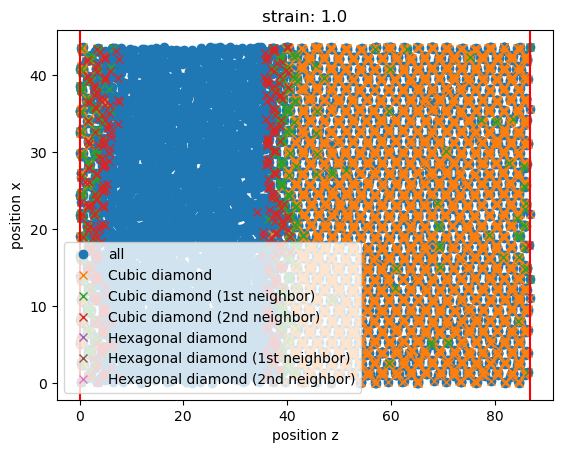 strain: 1.0
position x
40
30
20
10
0
all
Cubic diamond
Cubic diamond (1st neighbor)
Cubic diamond (2nd neighbor)
Hexagonal diamond
Hexagonal diamond (1st neighbor)
Hexagonal diamond (2nd neighbor)
0 20 40 60 80
position z